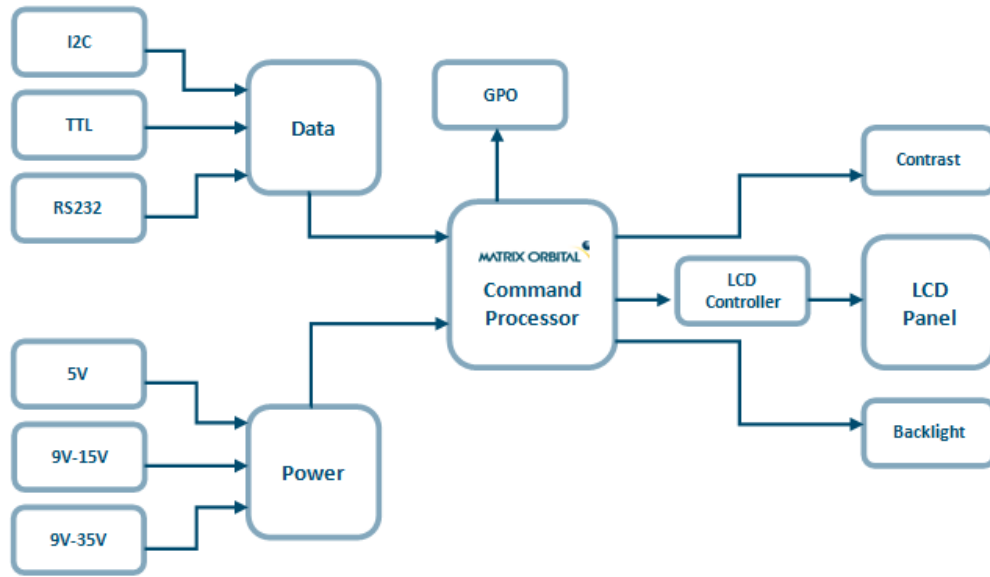 I2C
TTL
RS232
Data
GPO
MATRIX ORBITAL
Command
Processor
Contrast
LCD
Controller
LCD
Panel
Backlight
5V
9V-15V
9V-35V
Power